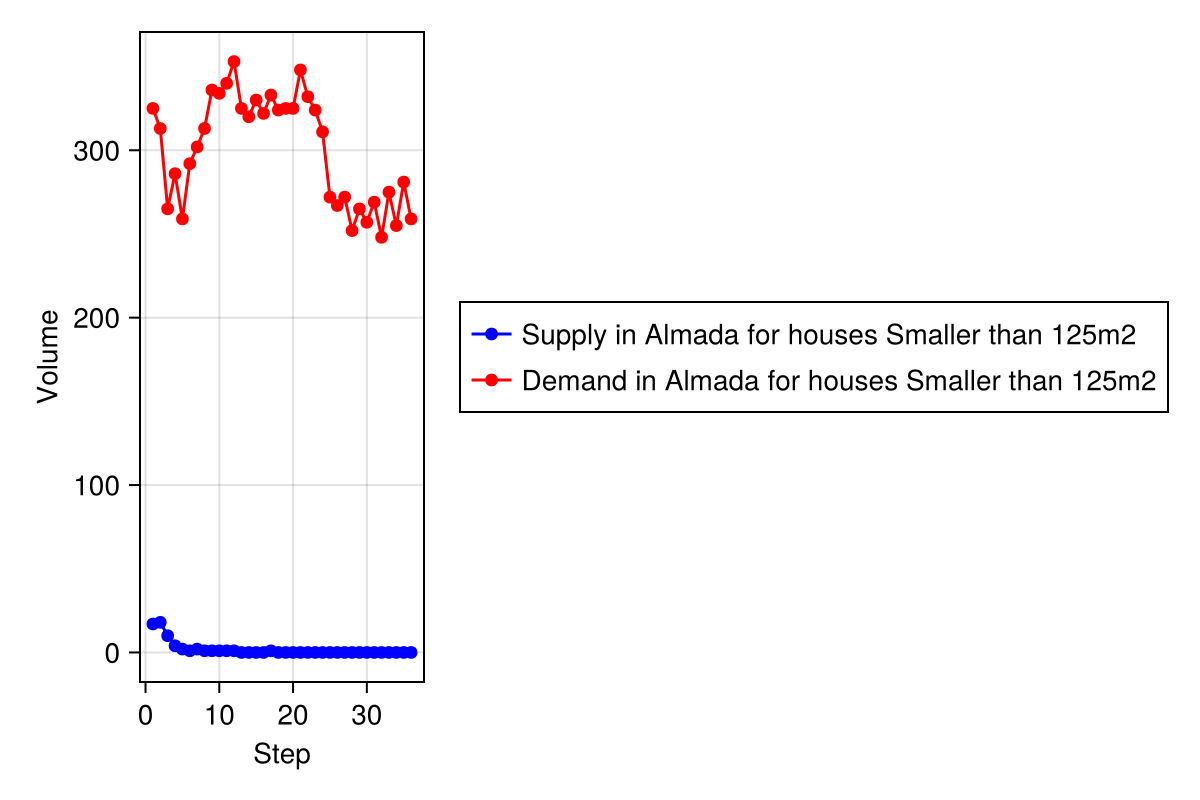 300
200
100
0
Volume
0 10 20 30
Step
Supply in Almada for houses Smaller than 125m2
Demand in Almada for houses Smaller than 125m2